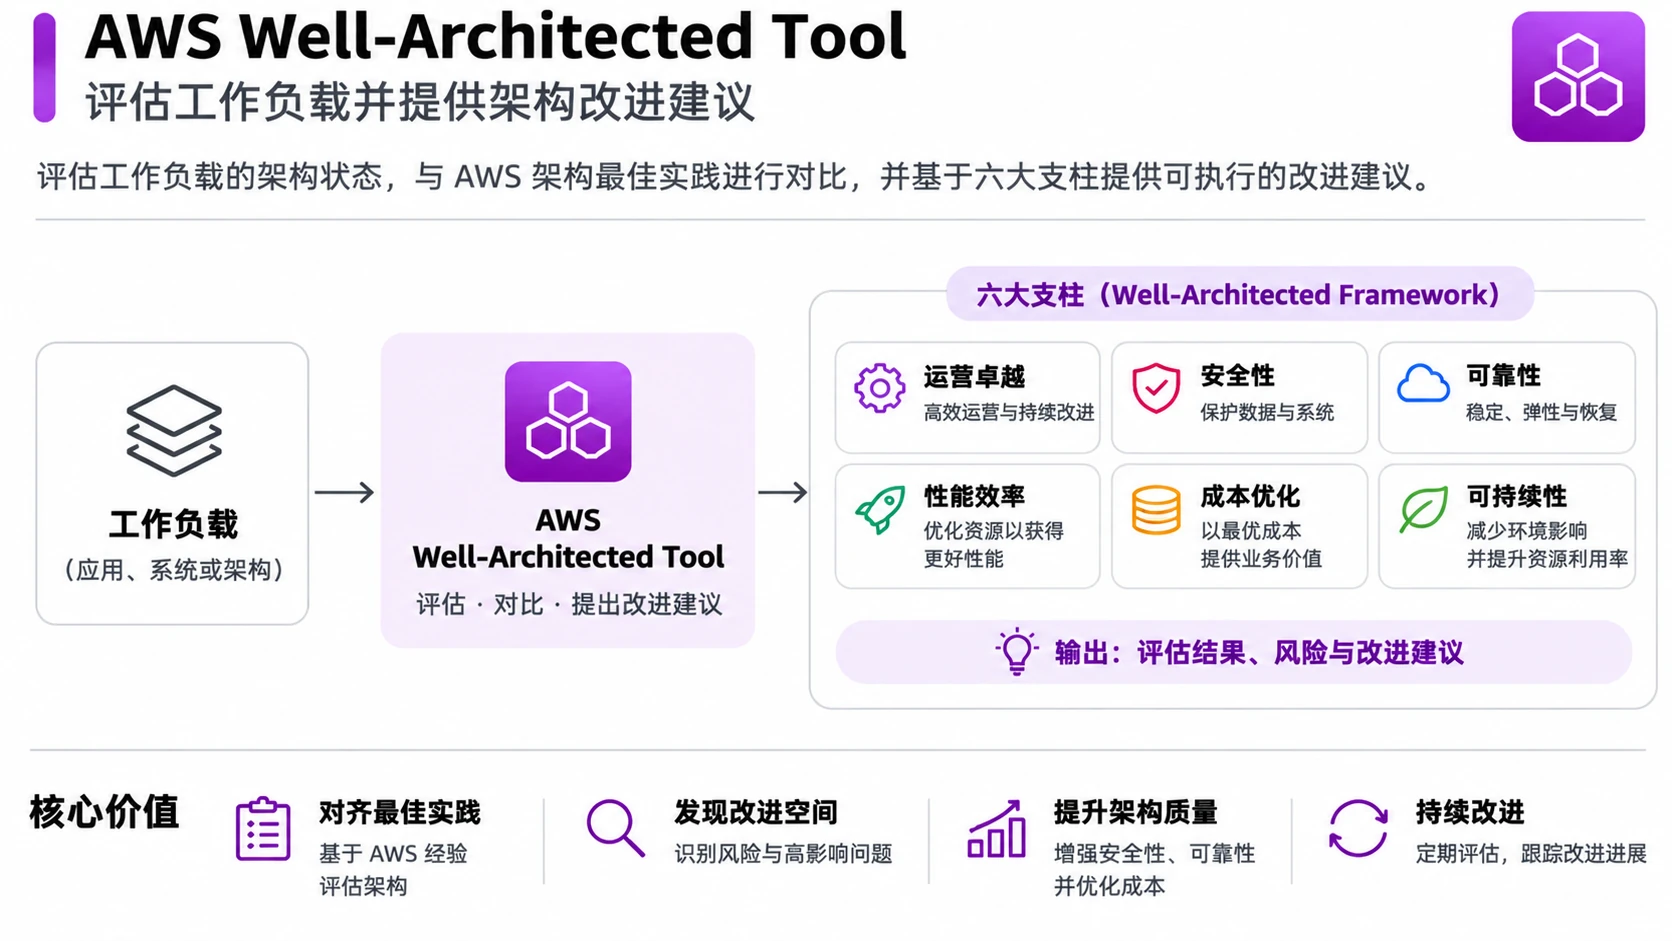 AWS Well-Architected Tool
评估工作负载并提供架构改进建议
评估工作负载的架构状态，与 AWS 架构最佳实践进行对比，并基于六大支柱提供可执行的改进建议。
工作负载
（应用、系统或架构）
AWS
Well-Architected Tool
评估 · 对比 · 提出改进建议
六大支柱（Well-Architected Framework）
运营卓越
高效运营与持续改进
安全性
保护数据与系统
可靠性
稳定、弹性与恢复
性能效率
优化资源以获得
更好性能
成本优化
以最优成本
提供业务价值
可持续性
减少环境影响
并提升资源利用率
输出：评估结果、风险与改进建议
核心价值
对齐最佳实践
基于 AWS 经验
评估架构
发现改进空间
识别风险与高影响问题
提升架构质量
增强安全性、可靠性
并优化成本
持续改进
定期评估，跟踪改进进展